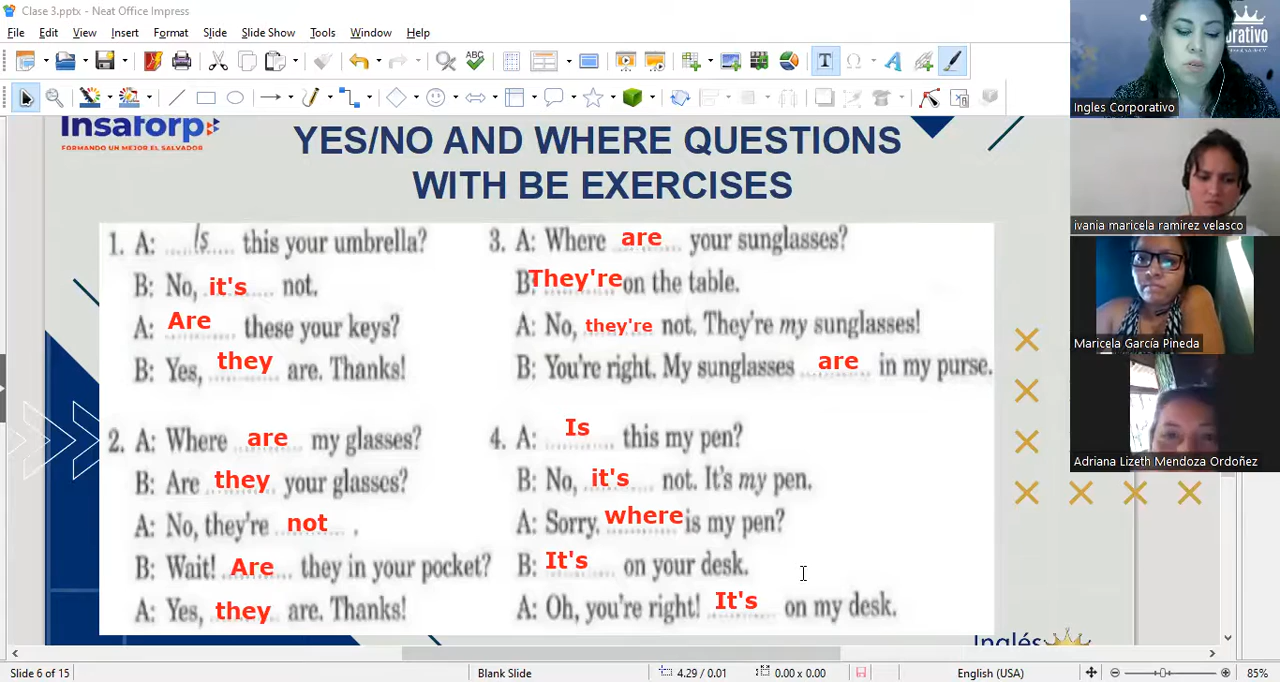 Clase 3.pptx - Neat Office Impress
File Edit View Insert Format Slide Slide Show Tools Window Help
ABC
Insaforp
FORMANDO UN MEJOR EL SALVADOR
YES/NO AND WHERE QUESTIONS
WITH BE EXERCISES
1. A: Is this your umbrella?
B: No, it's not.
A: Are these your keys?
B: Yes, they are. Thanks!
2. A: Where are my glasses?
B: Are they your glasses?
A: No, they're not.
B: Wait! Are they in your pocket?
A: Yes, they are. Thanks!
3. A: Where are your sunglasses?
B: They're on the table.
A: No, they're not. They're my sunglasses!
B: You're right. My sunglasses are in my purse.
4. A: Is this my pen?
B: No, it's not. It's my pen.
A: Sorry. where is my pen?
B: It's on your desk.
A: Oh, you're right! It's on my desk.
Inglés
orativo
Ingles Corporativo
ivania maricela ramirez velasco
Maricela García Pineda
Adriana Lizeth Mendoza Ordoñez
Slide 6 of 15
Blank Slide
4.29 / 0.01
0.00 x 0.00
English (USA)
85%